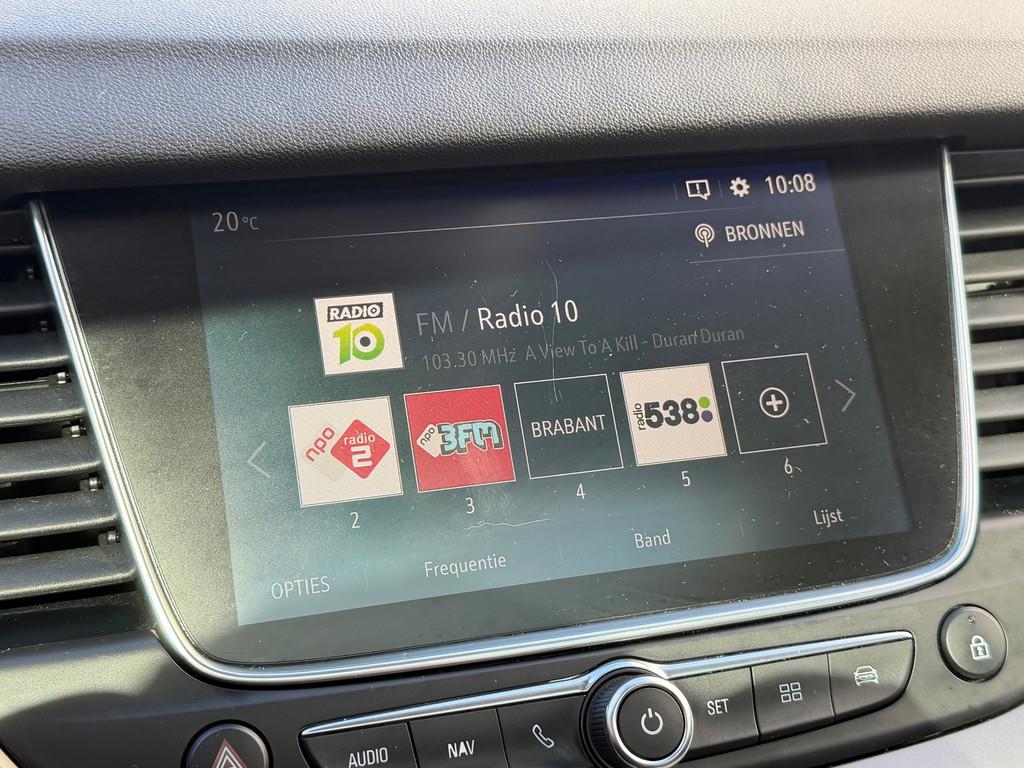 20°C
10:08
BRONNEN
RADIO
10
FM / Radio 10
103.30 MHz A View To A Kill - Duran Duran
npo radio 2
npo 3FM
BRABANT
radio 538
2
3
4
5
6
OPTIES
Frequentie
Band
Lijst
AUDIO
NAV
SET